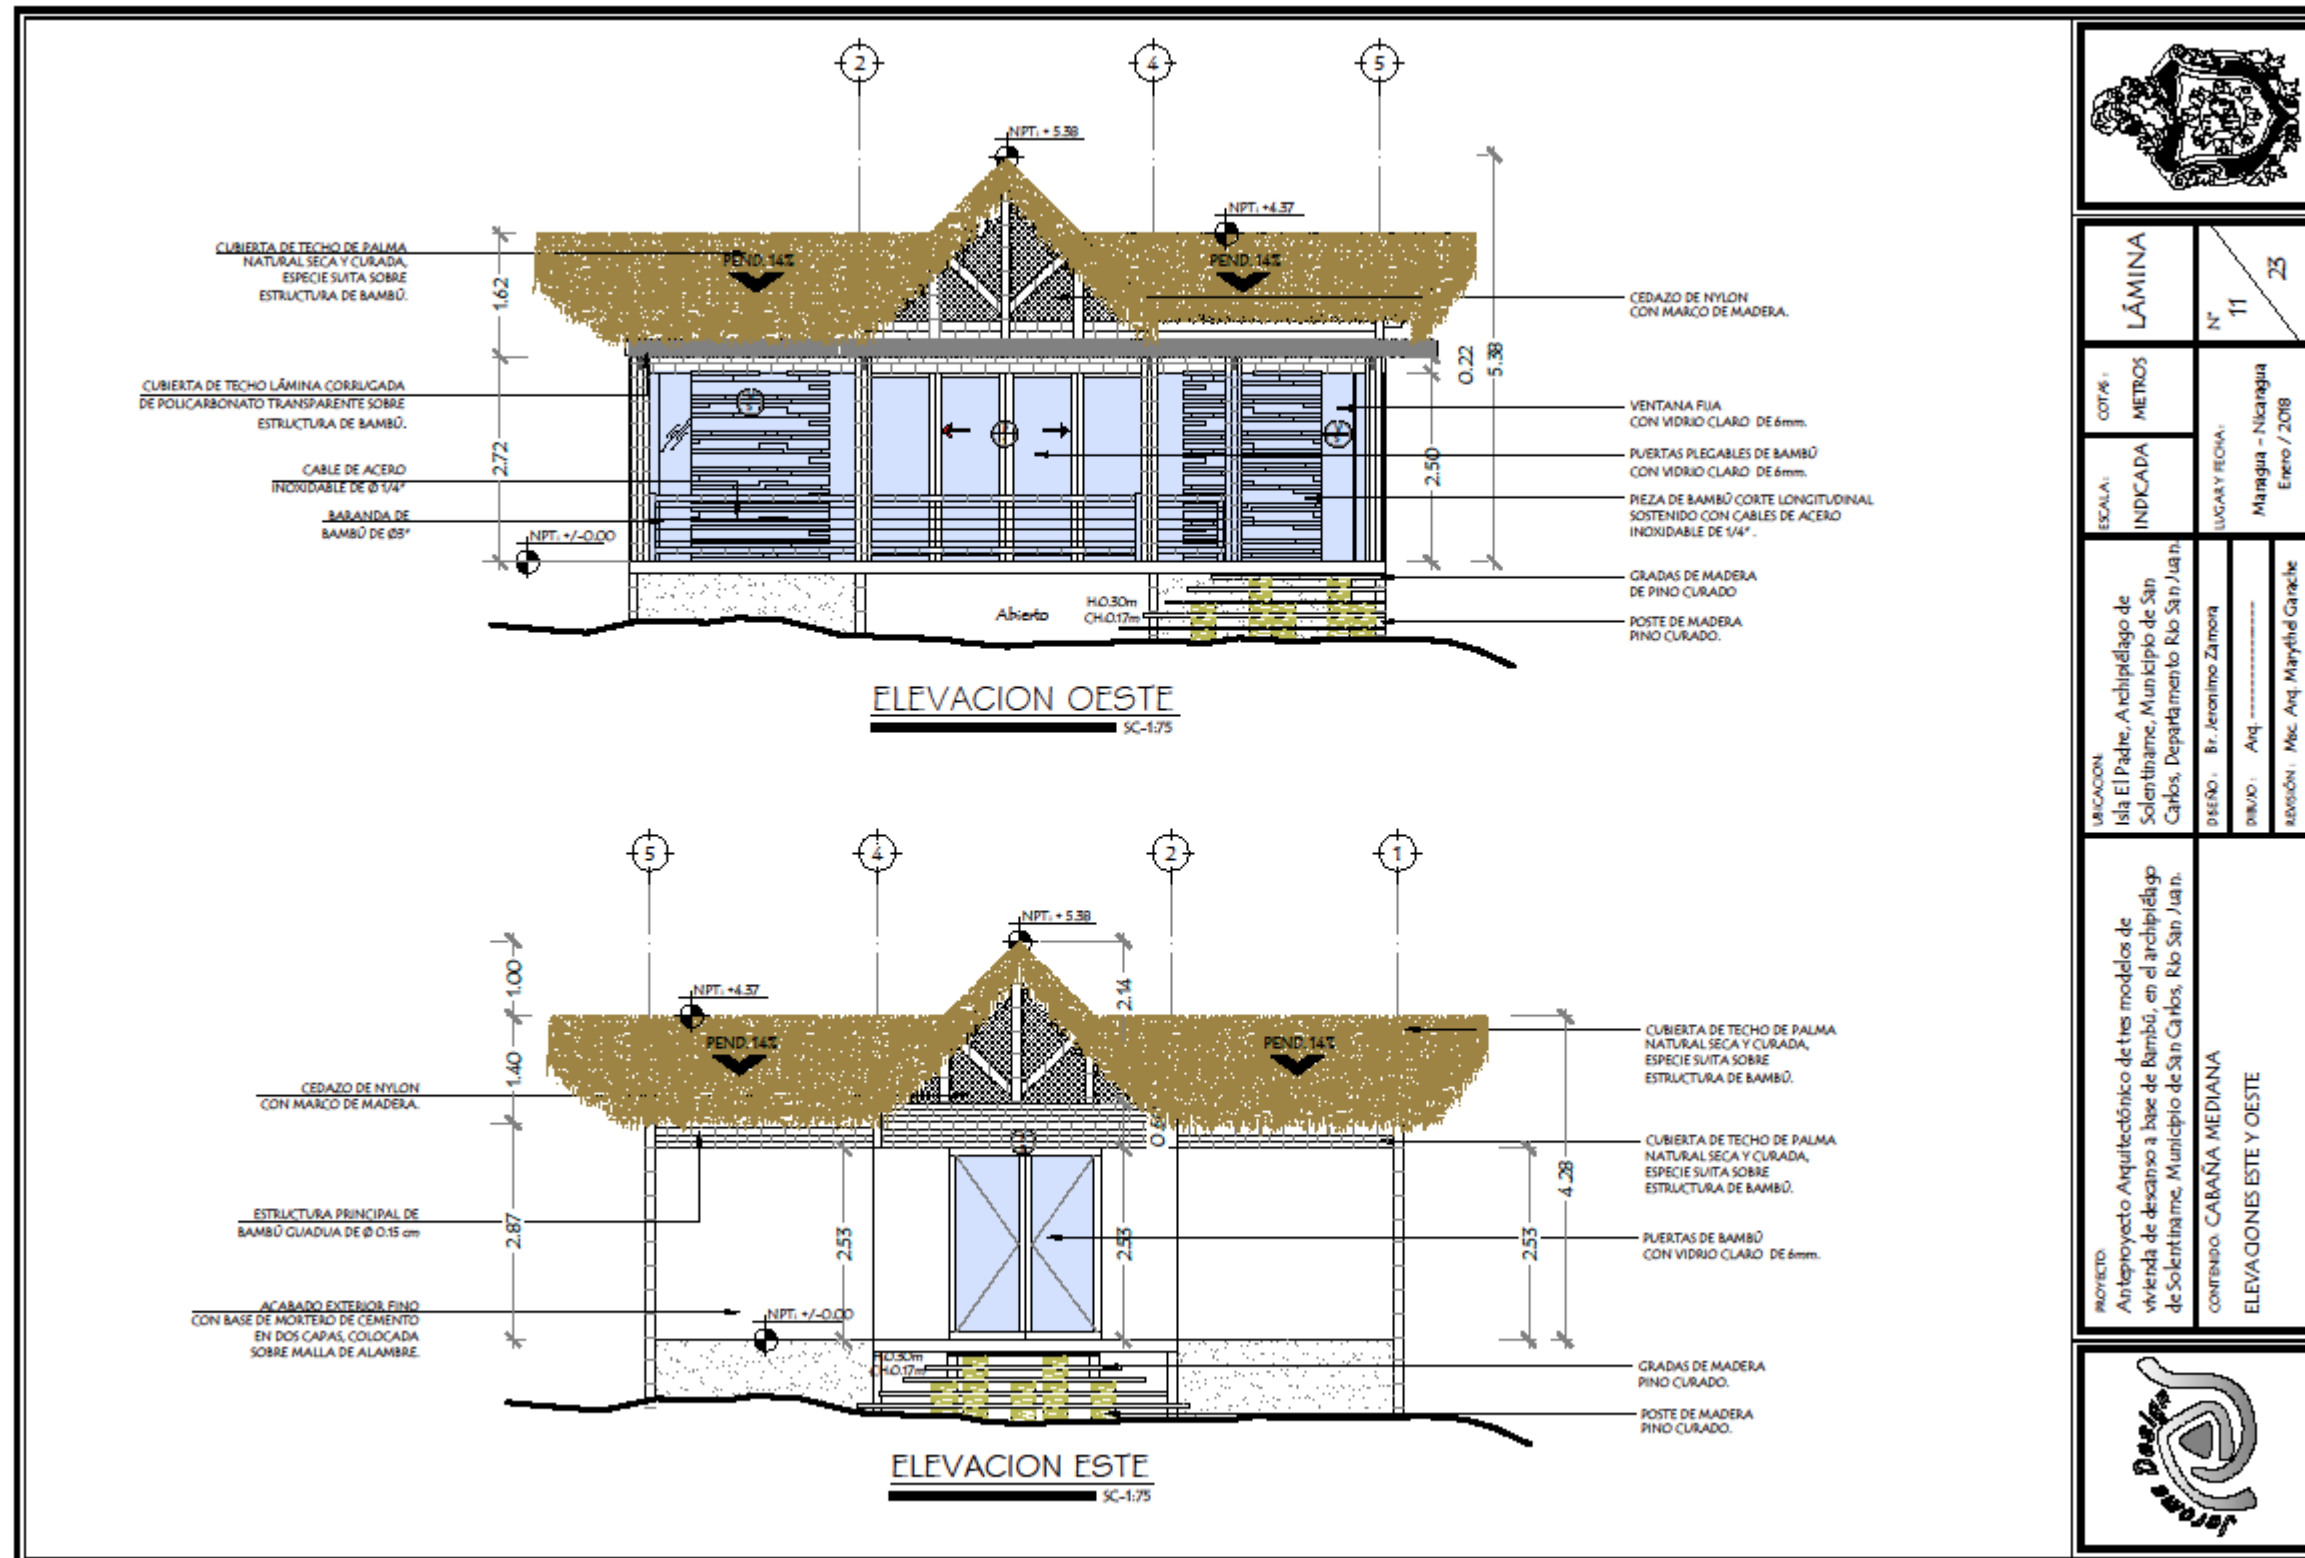 2
4
5
NPT: + 5.38
NPT: +4.37
CUBIERTA DE TECHO DE PALMA
NATURAL SECA Y CURADA,
ESPECIE SUITA SOBRE
ESTRUCTURA DE BAMBÚ.
PEND. 14%
PEND. 14%
1.62
CEDAZO DE NYLON
CON MARCO DE MADERA.
0.22
5.38
CUBIERTA DE TECHO LÁMINA CORRUGADA
DE POLICARBONATO TRANSPARENTE SOBRE
ESTRUCTURA DE BAMBÚ.
VENTANA FIJA
CON VIDRIO CLARO DE 6mm.
2.72
2.50
CABLE DE ACERO
INOXIDABLE DE Ø 1/4"
PUERTAS PLEGABLES DE BAMBÚ
CON VIDRIO CLARO DE 6mm.
PIEZA DE BAMBÚ CORTE LONGITUDINAL
SOSTENIDO CON CABLES DE ACERO
INOXIDABLE DE 1/4" .
BARANDA DE
BAMBÚ DE Ø3"
NPT: +/-0.00
GRADAS DE MADERA
DE PINO CURADO
Abierto
H:0.30m
CH:0.17m
POSTE DE MADERA
PINO CURADO.
ELEVACION OESTE
SC-1:75
5
4
2
1
NPT: + 5.38
NPT: +4.37
1.00
2.14
PEND. 14%
PEND. 14%
CUBIERTA DE TECHO DE PALMA
NATURAL SECA Y CURADA,
ESPECIE SUITA SOBRE
ESTRUCTURA DE BAMBÚ.
1.40
CEDAZO DE NYLON
CON MARCO DE MADERA.
CUBIERTA DE TECHO DE PALMA
NATURAL SECA Y CURADA,
ESPECIE SUITA SOBRE
ESTRUCTURA DE BAMBÚ.
4.28
ESTRUCTURA PRINCIPAL DE
BAMBÚ GUADUA DE Ø 0.15 cm
2.87
2.53
2.53
2.53
PUERTAS DE BAMBÚ
CON VIDRIO CLARO DE 6mm.
ACABADO EXTERIOR FINO
CON BASE DE MORTERO DE CEMENTO
EN DOS CAPAS, COLOCADA
SOBRE MALLA DE ALAMBRE.
NPT: +/-0.00
H:0.30m
CH:0.17m
GRADAS DE MADERA
PINO CURADO.
POSTE DE MADERA
PINO CURADO.
ELEVACION ESTE
SC-1:75
LÁMINA
N°
11
23
COTAS :
METROS
ESCALA :
INDICADA
LUGAR Y FECHA :
Managua - Nicaragua
Enero / 2018
UBICACION:
Isla El Padre, Archipiélago de
Solentiname, Municipio de San
Carlos, Departamento Rio San Juan.
DISEÑO : Br. Jeronimo Zamora
DIBUJO : Arq. ---------------
REVISIÓN : Msc. Arq. Marythel Garache
PROYECTO:
Anteproyecto Arquitectónico de tres modelos de
vivienda de descanso a base de Bambú, en el archipiélago
de Solentiname, Municipio de San Carlos, Rio San Juan.
CONTENIDO: CABAÑA MEDIANA
ELEVACIONES ESTE Y OESTE